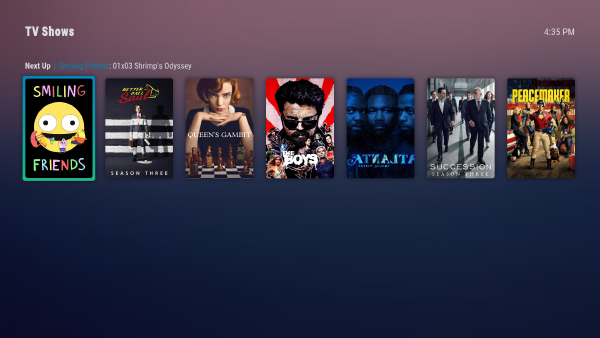 TV Shows
4:35 PM
Next Up | Smiling Friends: 01x03 Shrimp's Odyssey
SMILING
FRIENDS
BETTER
CALL
Saul
SEASON THREE
QUEEN'S GAMBIT
THE
BOYS
ATLANTA
SUCCESSION
SEASON THREE
PEACEMAKER